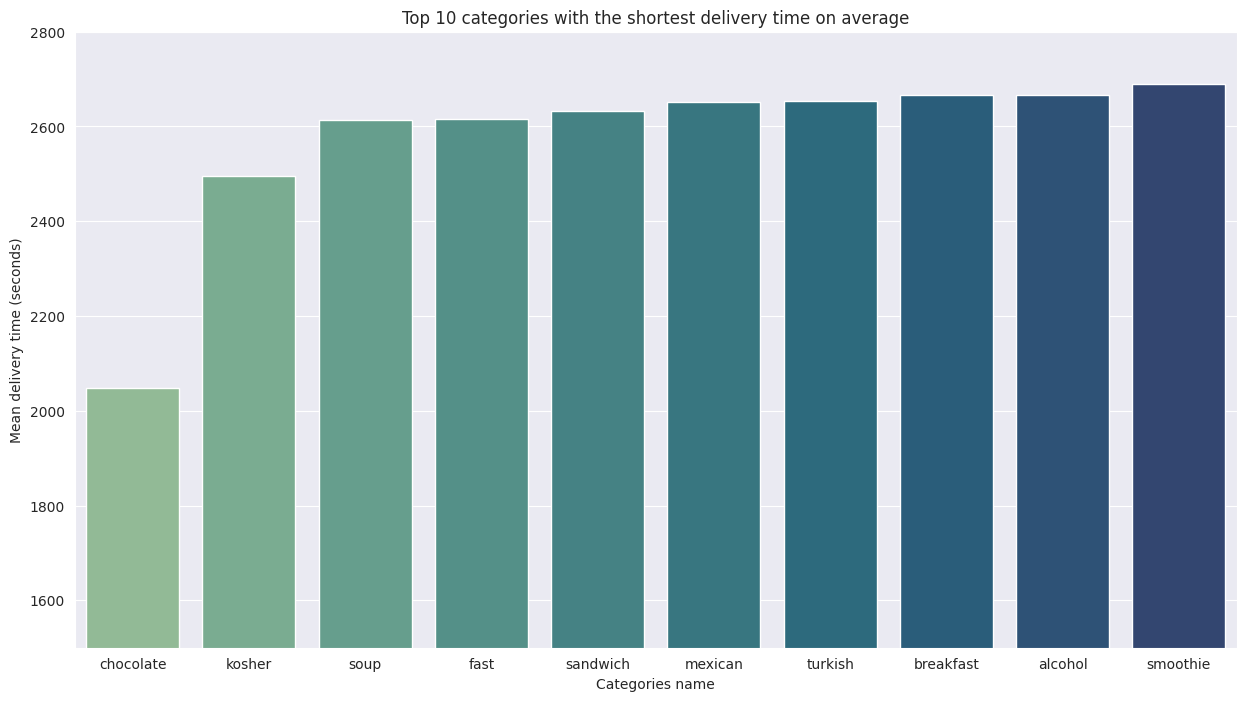 Top 10 categories with the shortest delivery time on average
2800
2600
2400
2200
2000
1800
1600
Mean delivery time (seconds)
chocolate kosher soup fast sandwich mexican turkish breakfast alcohol smoothie
Categories name